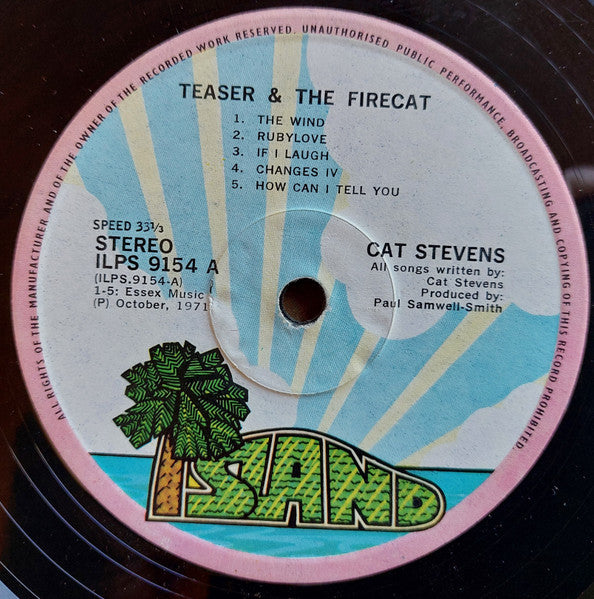 ALL RIGHTS OF THE MANUFACTURER AND OF THE OWNER OF THE RECORDED WORK RESERVED. UNAUTHORISED PUBLIC PERFORMANCE, BROADCASTING AND COPYING OF THIS RECORD PROHIBITED.
TEASER & THE FIRECAT
1. THE WIND
2. RUBYLOVE
3. IF I LAUGH
4. CHANGES IV
5. HOW CAN I TELL YOU
SPEED 33⅓
STEREO
ILPS 9154 A
(ILPS.9154-A)
1-5: Essex Music
(P) October, 1971
CAT STEVENS
All songs written by:
Cat Stevens
Produced by:
Paul Samwell-Smith
ISLAND